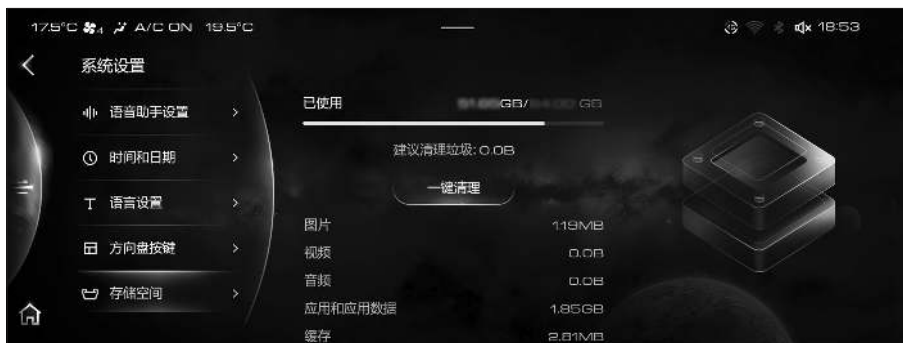 17.5°C 4 A/C ON 19.5°C 18:53
系统设置
语音助手设置
时间和日期
语言设置
方向盘按键
存储空间
已使用 GB/ GB
建议清理垃圾:0.0B
一键清理
图片 1.19MB
视频 0.0B
音频 0.0B
应用和应用数据 1.85GB
缓存 2.81MB